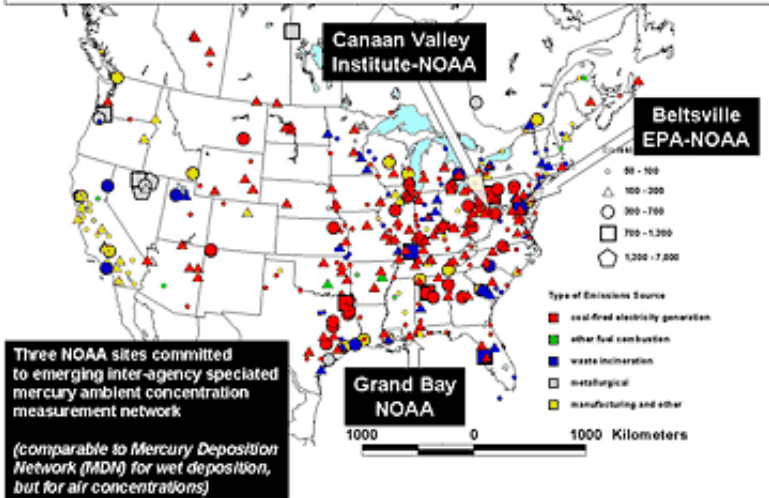 Canaan Valley
Institute-NOAA
Beltsville
EPA-NOAA
50 - 100
100 - 300
300 - 700
700 - 1,300
1,300 - 7,000
Type of Emissions Source
coal-fired electricity generation
other fuel combustion
waste incineration
metallurgical
manufacturing and other
Three NOAA sites committed
to emerging inter-agency speciated
mercury ambient concentration
measurement network
(comparable to Mercury Deposition
Network (MDN) for wet deposition,
but for air concentrations)
Grand Bay
NOAA
1000 0 1000 Kilometers